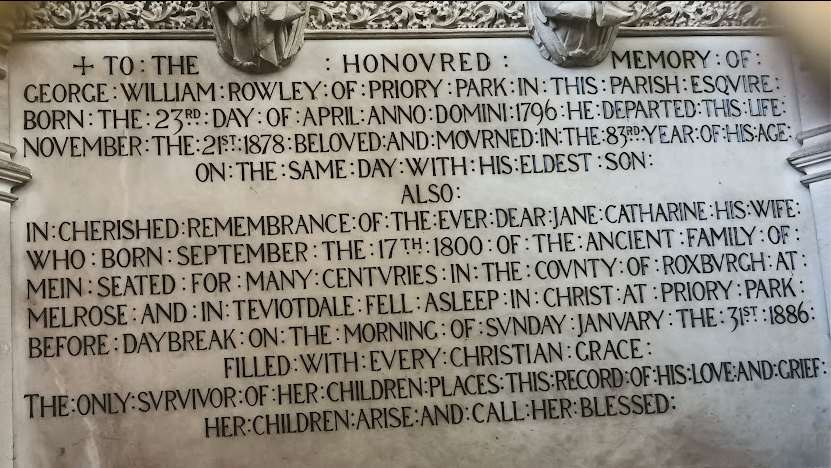 + TO : THE : HONOVRED : MEMORY : OF :
GEORGE : WILLIAM : ROWLEY : OF : PRIORY : PARK : IN : THIS : PARISH : ESQVIRE :
BORN : THE : 23RD : DAY : OF : APRIL : ANNO : DOMINI : 1796 : HE : DEPARTED : THIS : LIFE :
NOVEMBER : THE : 21ST : 1878 : BELOVED : AND : MOVRNED : IN : THE : 83RD : YEAR : OF : HIS : AGE :
ON : THE : SAME : DAY : WITH : HIS : ELDEST : SON :
ALSO :
IN : CHERISHED : REMEMBRANCE : OF : THE : EVER : DEAR : JANE : CATHARINE : HIS : WIFE :
WHO : BORN : SEPTEMBER : THE : 17TH : 1800 : OF : THE : ANCIENT : FAMILY : OF :
MEIN : SEATED : FOR : MANY : CENTVRIES : IN : THE : COVNTY : OF : ROXBVRGH : AT :
MELROSE : AND : IN : TEVIOTDALE : FELL : ASLEEP : IN : CHRIST : AT : PRIORY : PARK :
BEFORE : DAYBREAK : ON : THE : MORNING : OF : SVNDAY : JANVARY : THE : 31ST : 1886 :
FILLED : WITH : EVERY : CHRISTIAN : GRACE :
THE : ONLY : SVRVIVOR : OF : HER : CHILDREN : PLACES : THIS : RECORD : OF : HIS : LOVE : AND : GRIEF :
HER : CHILDREN : ARISE : AND : CALL : HER : BLESSED :